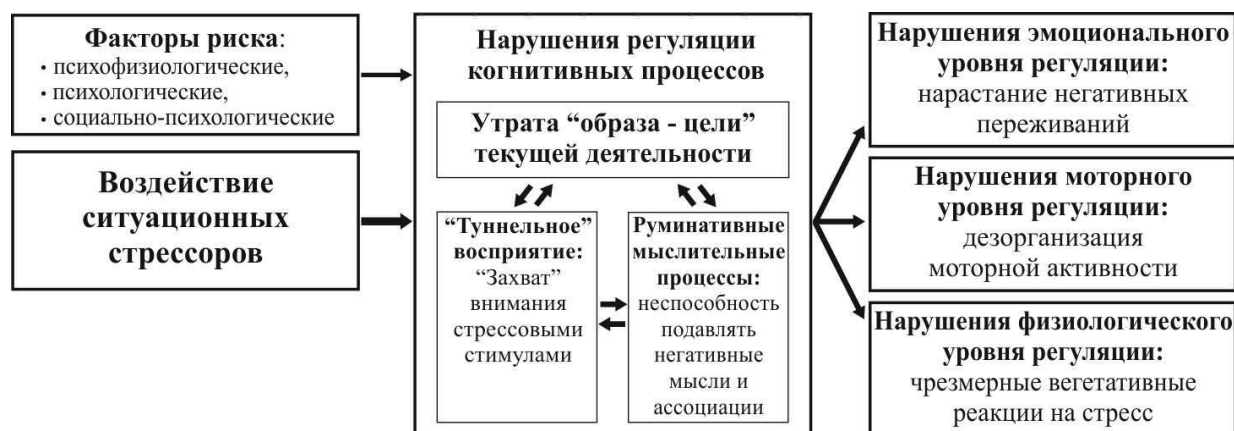 Факторы риска:
• психофизиологические,
• психологические,
• социально-психологические
Воздействие
ситуационных
стрессоров
Нарушения регуляции
когнитивных процессов
Утрата “образа - цели”
текущей деятельности
“Туннельное”
восприятие:
“Захват”
внимания
стрессовыми
стимулами
Руминативные
мыслительные
процессы:
неспособность
подавлять
негативные
мысли и
ассоциации
Нарушения эмоционального
уровня регуляции:
нарастание негативных
переживаний
Нарушения моторного
уровня регуляции:
дезорганизация
моторной активности
Нарушения физиологического
уровня регуляции:
чрезмерные вегетативные
реакции на стресс